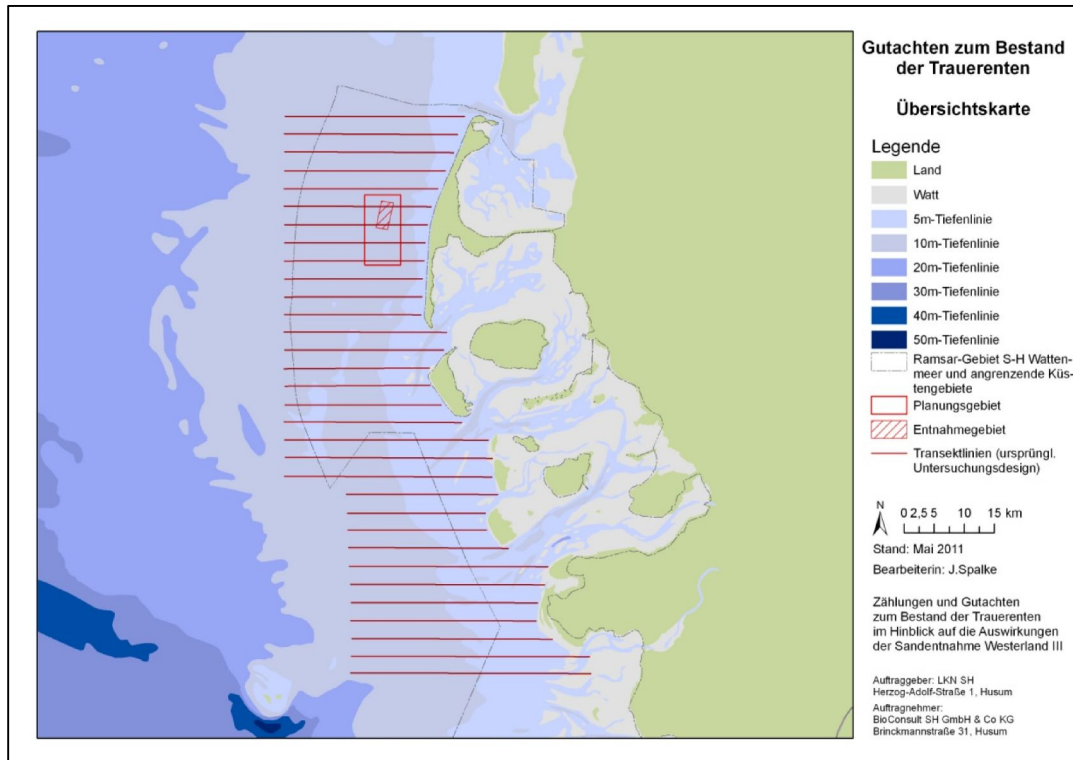 Gutachten zum Bestand
der Trauerenten
Übersichtskarte
Legende
Land
Watt
5m-Tiefenlinie
10m-Tiefenlinie
20m-Tiefenlinie
30m-Tiefenlinie
40m-Tiefenlinie
50m-Tiefenlinie
Ramsar-Gebiet S-H Watten-
meer und angrenzende Küs-
tengebiete
Planungsgebiet
Entnahmegebiet
Transektlinien (ursprüngl.
Untersuchungsdesign)
N
0 2,5 5 10 15 km
Stand: Mai 2011
Bearbeiterin: J.Spalke
Zählungen und Gutachten
zum Bestand der Trauerenten
im Hinblick auf die Auswirkungen
der Sandentnahme Westerland III
Auftraggeber: LKN SH
Herzog-Adolf-Straße 1, Husum
Auftragnehmer:
BioConsult SH GmbH & Co KG
Brinckmannstraße 31, Husum